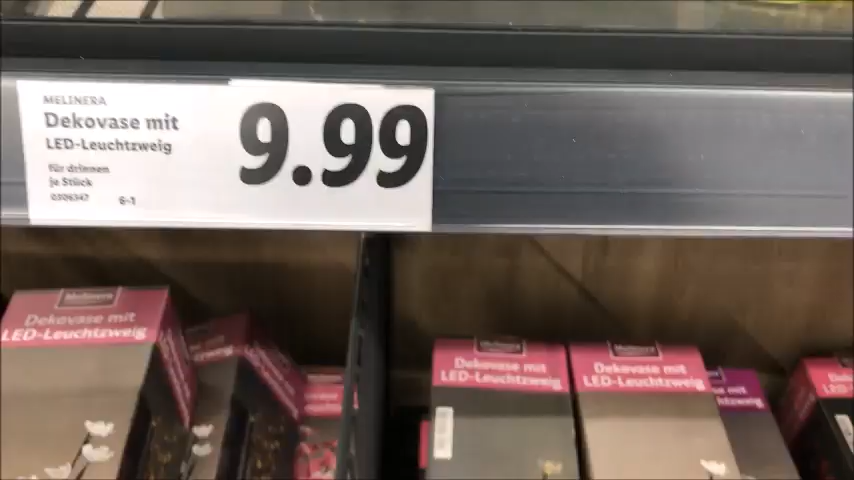 MELINERA
Dekovase mit
LED-Leuchtzweig
für drinnen
je Stück
6-1
9.99
Melinera
Dekovase mit
LED-Leuchtzweig
Dekovase mit
LED-Leuchtzweig
Dekovase mit
LED-Leuchtzweig